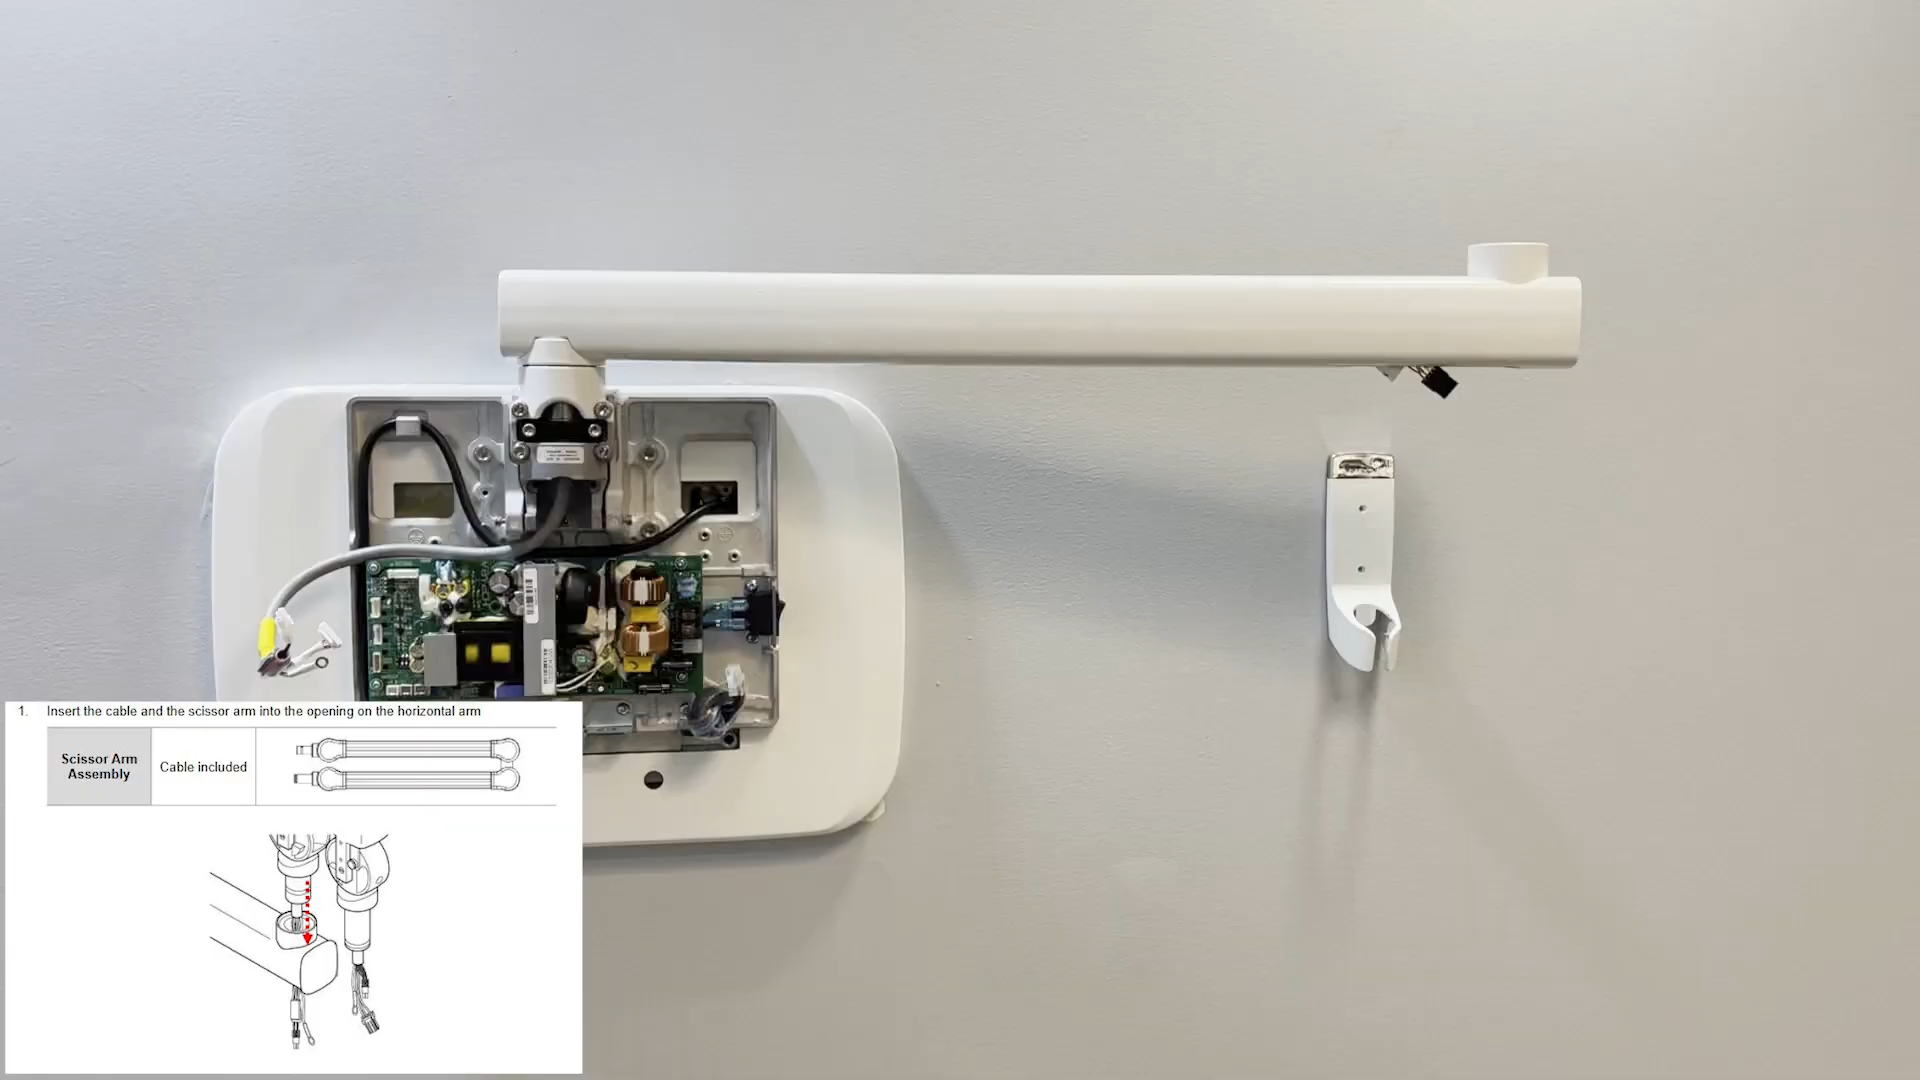 1. Insert the cable and the scissor arm into the opening on the horizontal arm
Scissor Arm
Assembly
Cable included